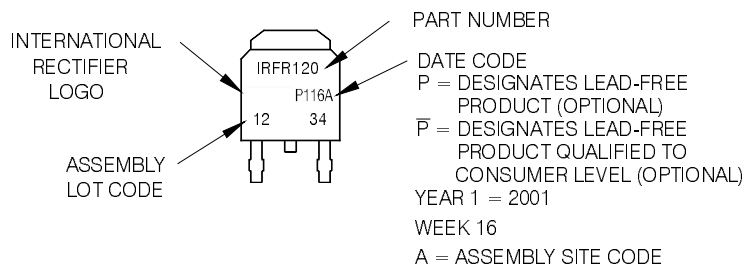 INTERNATIONAL
RECTIFIER
LOGO
ASSEMBLY
LOT CODE
IRFR120
P116A
12 34
PART NUMBER
DATE CODE
P = DESIGNATES LEAD-FREE
PRODUCT (OPTIONAL)
P̅ = DESIGNATES LEAD-FREE
PRODUCT QUALIFIED TO
CONSUMER LEVEL (OPTIONAL)
YEAR 1 = 2001
WEEK 16
A = ASSEMBLY SITE CODE